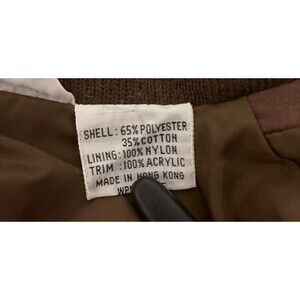 SHELL: 65% POLYESTER
35% COTTON
LINING: 100% NYLON
TRIM : 100% ACRYLIC
MADE IN HONG KONG